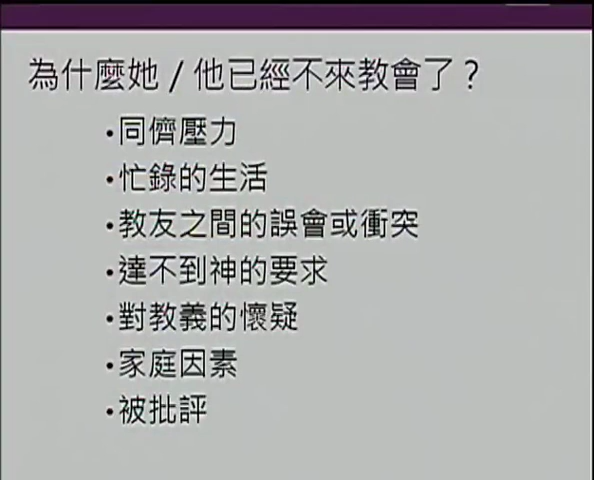 為什麼她 / 他已經不來教會了？
•同儕壓力
•忙錄的生活
•教友之間的誤會或衝突
•達不到神的要求
•對教義的懷疑
•家庭因素
•被批評